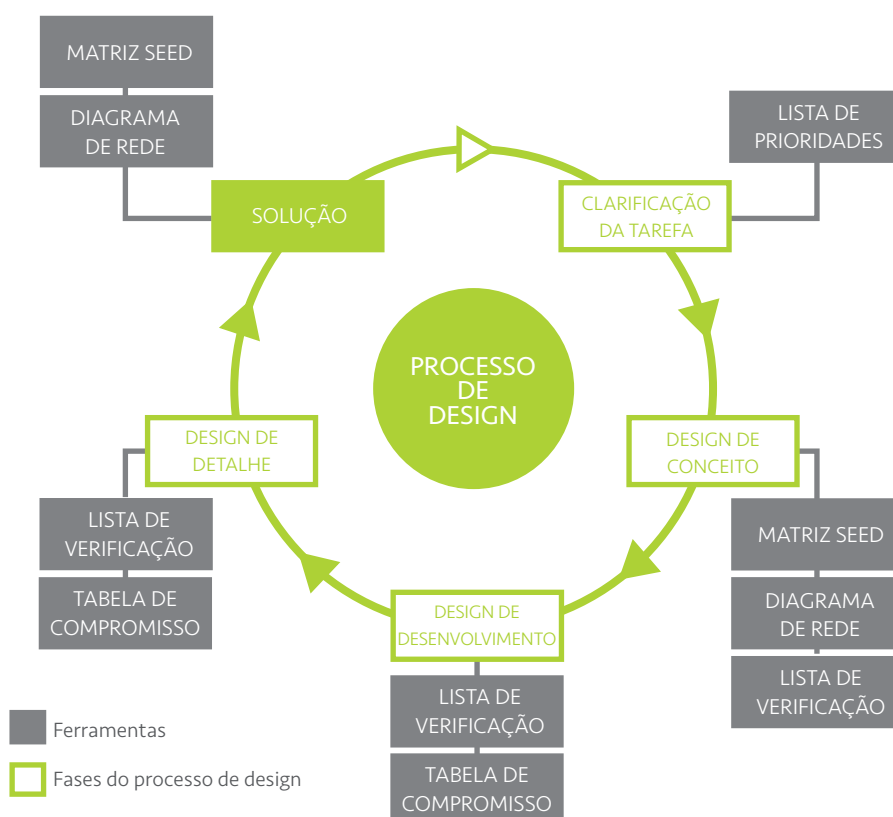 MATRIZ SEED
DIAGRAMA
DE REDE
SOLUÇÃO
LISTA DE
PRIORIDADES
CLARIFICAÇÃO
DA TAREFA
PROCESSO
DE
DESIGN
DESIGN DE
DETALHE
LISTA DE
VERIFICAÇÃO
TABELA DE
COMPROMISSO
DESIGN DE
CONCEITO
MATRIZ SEED
DIAGRAMA
DE REDE
LISTA DE
VERIFICAÇÃO
DESIGN DE
DESENVOLVIMENTO
LISTA DE
VERIFICAÇÃO
TABELA DE
COMPROMISSO
Ferramentas
Fases do processo de design